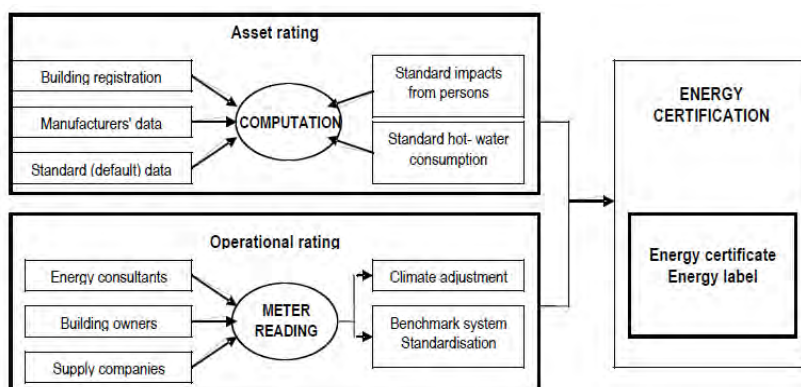 Asset rating
Building registration
Manufacturers' data
Standard (default) data
COMPUTATION
Standard impacts
from persons
Standard hot- water
consumption
Operational rating
Energy consultants
Building owners
Supply companies
METER
READING
Climate adjustment
Benchmark system
Standardisation
ENERGY
CERTIFICATION
Energy certificate
Energy label